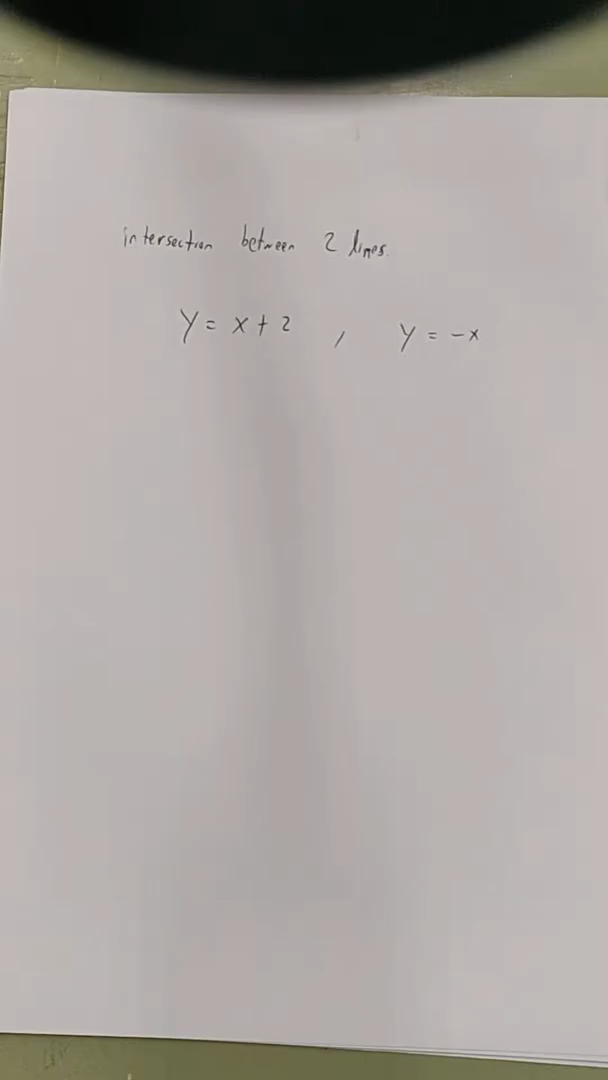 intersection between 2 lines.
y = x + 2 , y = -x